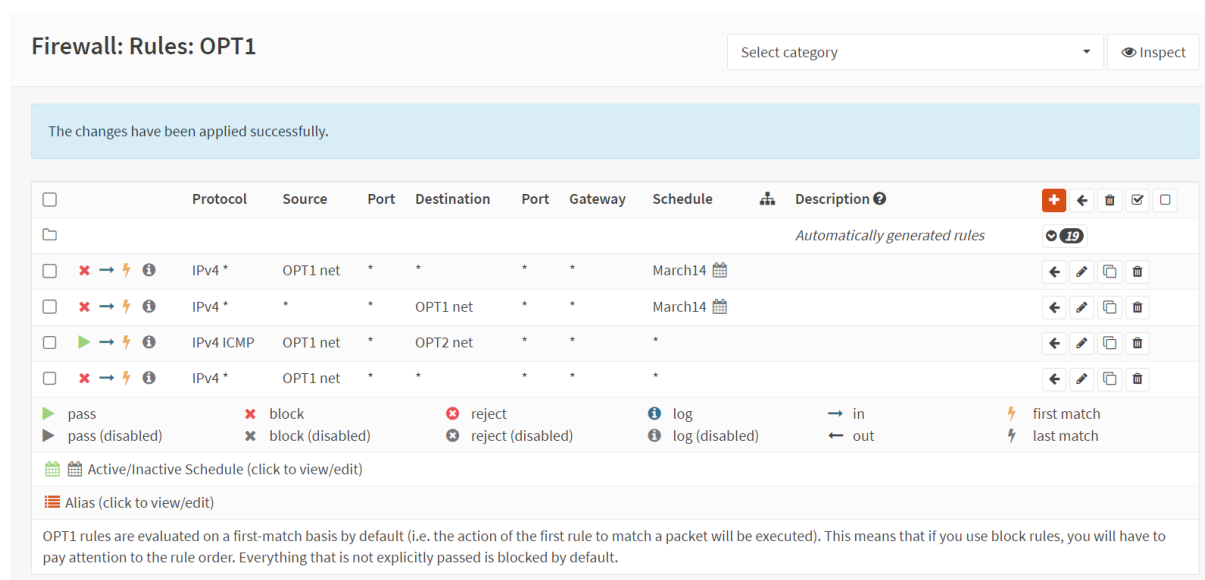 Firewall: Rules: OPT1
Select category
Inspect
The changes have been applied successfully.
Protocol Source Port Destination Port Gateway Schedule Description
Automatically generated rules 19
IPv4 * OPT1 net * * * * March14
IPv4 * * * OPT1 net * * March14
IPv4 ICMP OPT1 net * OPT2 net * * *
IPv4 * OPT1 net * * * * *
pass block reject log in first match
pass (disabled) block (disabled) reject (disabled) log (disabled) out last match
Active/Inactive Schedule (click to view/edit)
Alias (click to view/edit)
OPT1 rules are evaluated on a first-match basis by default (i.e. the action of the first rule to match a packet will be executed). This means that if you use block rules, you will have to
pay attention to the rule order. Everything that is not explicitly passed is blocked by default.